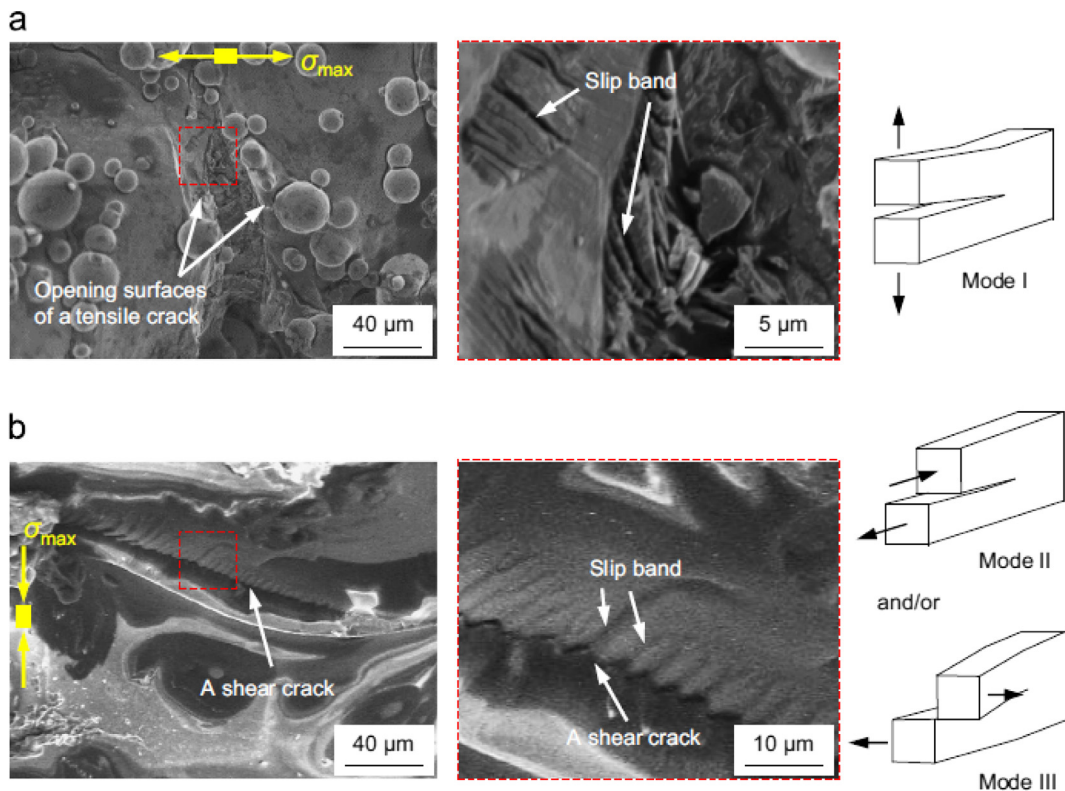 a
σmax
Opening surfaces
of a tensile crack
40 µm
Slip band
5 µm
Mode I
b
σmax
A shear crack
40 µm
Slip band
A shear crack
10 µm
Mode II
and/or
Mode III